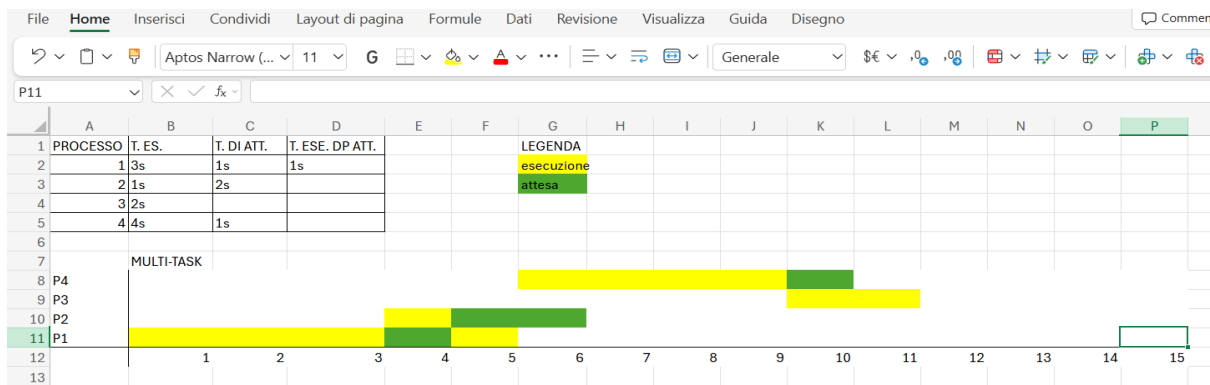 File Home Inserisci Condividi Layout di pagina Formule Dati Revisione Visualizza Guida Disegno Commen
Aptos Narrow (... 11 G A ... Generale $€
P11 fx
A B C D E F G H I J K L M N O P
1 PROCESSO T. ES. T. DI ATT. T. ESE. DP ATT. LEGENDA
2 1 3s 1s 1s esecuzione
3 2 1s 2s attesa
4 3 2s
5 4 4s 1s
6
7 MULTI-TASK
8 P4
9 P3
10 P2
11 P1
12 1 2 3 4 5 6 7 8 9 10 11 12 13 14 15
13